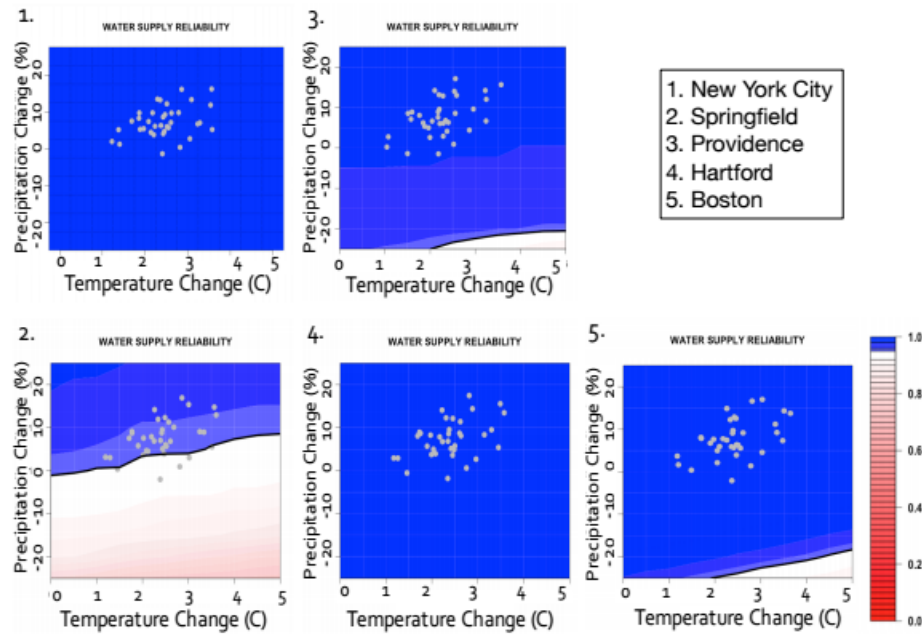 1.
WATER SUPPLY RELIABILITY
Precipitation Change (%)
20
10
0
-10
-20
0 1 2 3 4 5
Temperature Change (C)
3.
WATER SUPPLY RELIABILITY
Precipitation Change (%)
20
10
0
-10
-20
0 1 2 3 4 5
Temperature Change (C)
1. New York City
2. Springfield
3. Providence
4. Hartford
5. Boston
2.
WATER SUPPLY RELIABILITY
Precipitation Change (%)
20
10
0
-10
-20
0 1 2 3 4 5
Temperature Change (C)
4.
WATER SUPPLY RELIABILITY
Precipitation Change (%)
20
10
0
-10
-20
0 1 2 3 4 5
Temperature Change (C)
5.
WATER SUPPLY RELIABILITY
Precipitation Change (%)
20
10
0
-10
-20
0 1 2 3 4 5
Temperature Change (C)
1.0
0.8
0.6
0.4
0.2
0.0